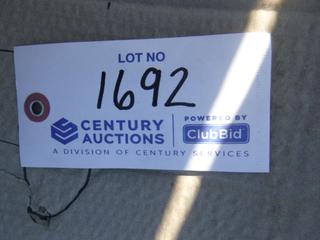 LOT NO
1692
CENTURY AUCTIONS POWERED BY ClubBid
A DIVISION OF CENTURY SERVICES